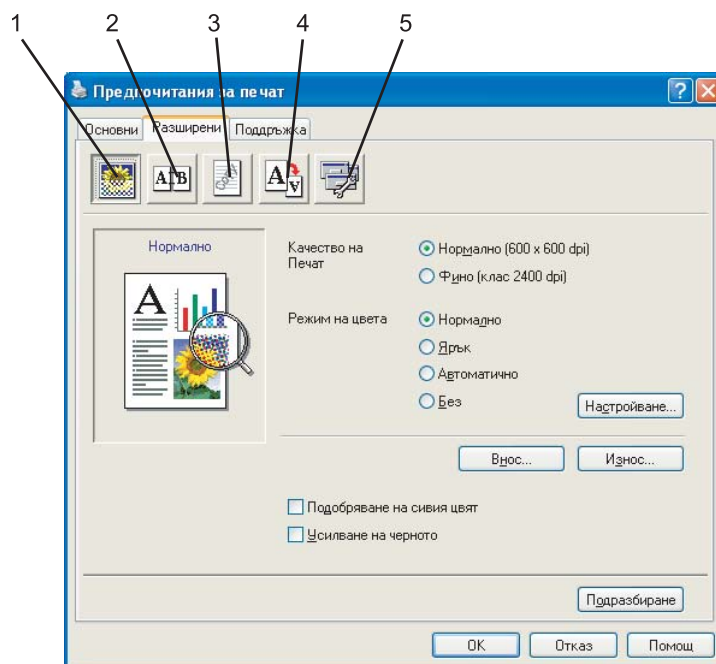 1 2 3 4 5
Предпочитания за печат
Основни Разширени Поддръжка
A B A A
Нормално
A
Качество на Печат
Нормално (600 x 600 dpi)
Фино (клас 2400 dpi)
Режим на цвета
Нормално
Ярък
Автоматично
Без
Настройване...
Внос... Износ...
Подобряване на сивия цвят
Усилване на черното
Подразбиране
OK Отказ Помощ